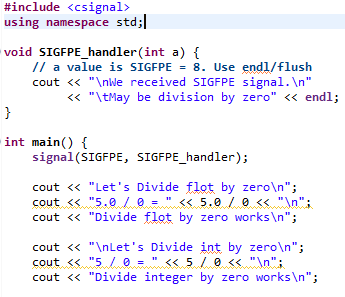 #include <csignal>
using namespace std;
void SIGFPE_handler(int a) {
// a value is SIGFPE = 8. Use endl/flush
cout << "\nWe received SIGFPE signal.\n"
<< "\tMay be division by zero" << endl;
}
int main() {
signal(SIGFPE, SIGFPE_handler);
cout << "Let's Divide flot by zero\n";
cout << "5.0 / 0 = " << 5.0 / 0 << "\n";
cout << "Divide flot by zero works\n";
cout << "\nLet's Divide int by zero\n";
cout << "5 / 0 = " << 5 / 0 << "\n";
cout << "Divide integer by zero works\n";